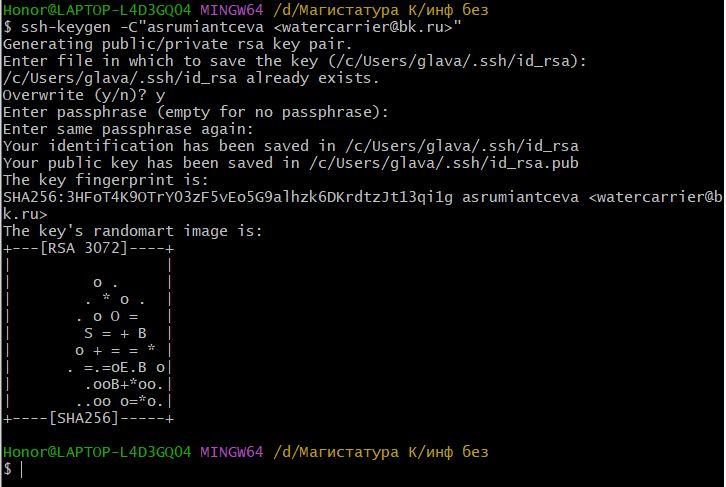 Honor@LAPTOP-L4D3GQO4 MINGW64 /d/Магистатура К/инф без
$ ssh-keygen -C"asrumiantceva <watercarrier@bk.ru>"
Generating public/private rsa key pair.
Enter file in which to save the key (/c/Users/glava/.ssh/id_rsa):
/c/Users/glava/.ssh/id_rsa already exists.
Overwrite (y/n)? y
Enter passphrase (empty for no passphrase):
Enter same passphrase again:
Your identification has been saved in /c/Users/glava/.ssh/id_rsa
Your public key has been saved in /c/Users/glava/.ssh/id_rsa.pub
The key fingerprint is:
SHA256:3HFoT4K9OTrYO3zF5vEo5G9alhzk6DKrdtzJt13qi1g asrumiantceva <watercarrier@b
k.ru>
The key's randomart image is:
+---[RSA 3072]----+
|                 |
|         o .     |
|        . * o .  |
|       . o O =   |
|        S = + B  |
|       o + = = * |
|      . =.=oE.B o|
|        .ooB+*oo.|
|       ..oo o=*o.|
+----[SHA256]-----+
Honor@LAPTOP-L4D3GQO4 MINGW64 /d/Магистатура К/инф без
$